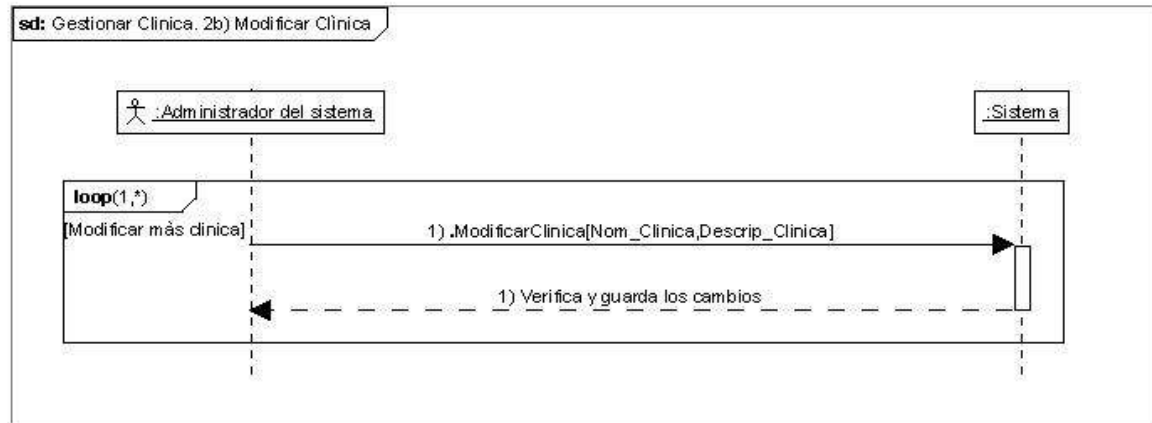 sd: Gestionar Clinica. 2b) Modificar Clìnica
:Administrador del sistema
:Sistema
loop(1,*)
[Modificar màs clinica]
1) .ModificarClinica[Nom_Clinica,Descrip_Clinica]
1) Verifica y guarda los cambios